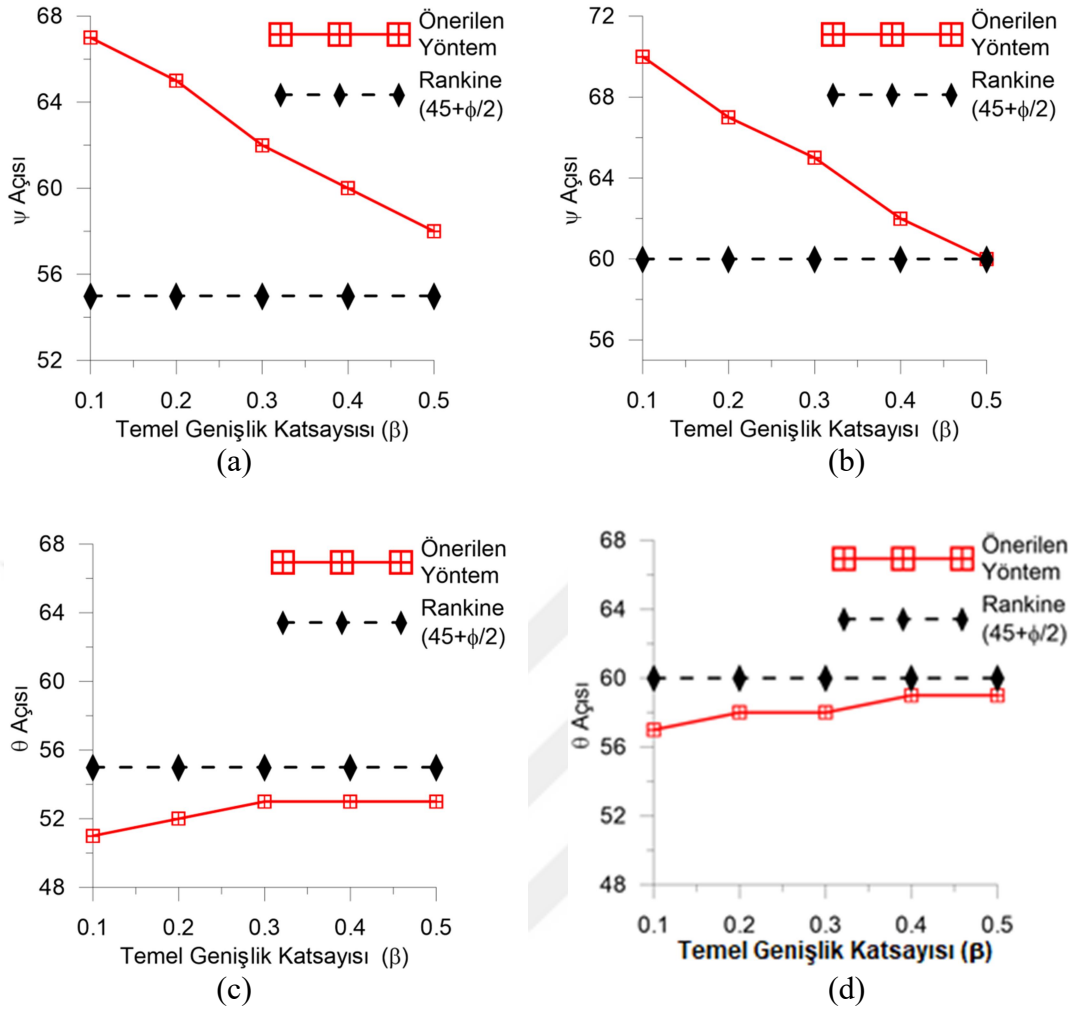 68
64
60
56
52
ψ Açısı
Önerilen
Yöntem
Rankine
(45+ϕ/2)
0.1 0.2 0.3 0.4 0.5
Temel Genişlik Katsaysısı (β)
(a)
72
68
64
60
56
ψ Açısı
Önerilen
Yöntem
Rankine
(45+ϕ/2)
0.1 0.2 0.3 0.4 0.5
Temel Genişlik Katsayısı (β)
(b)
68
64
60
56
52
48
θ Açısı
Önerilen
Yöntem
Rankine
(45+ϕ/2)
0.1 0.2 0.3 0.4 0.5
Temel Genişlik Katsayısı (β)
(c)
68
64
60
56
52
48
θ Açısı
Önerilen
Yöntem
Rankine
(45+ϕ/2)
0.1 0.2 0.3 0.4 0.5
Temel Genişlik Katsayısı (β)
(d)